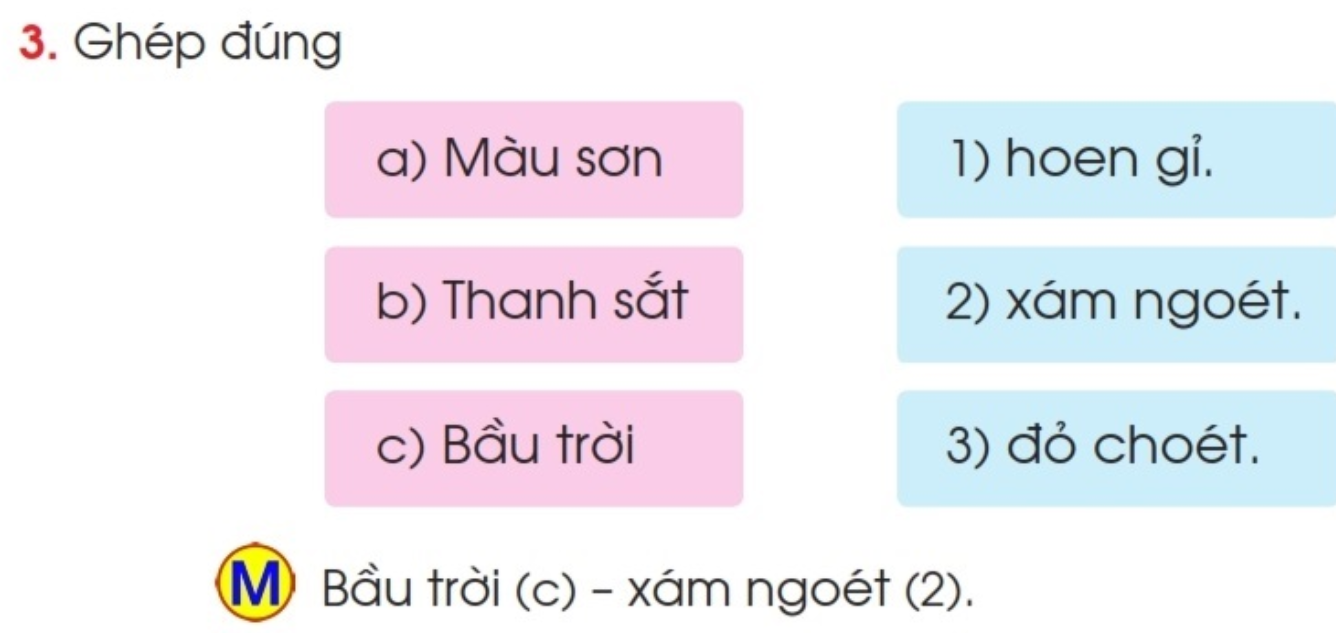 3. Ghép đúng
a) Màu sơn
1) hoen gỉ.
b) Thanh sắt
2) xám ngoét.
c) Bầu trời
3) đỏ choét.
M Bầu trời (c) – xám ngoét (2).